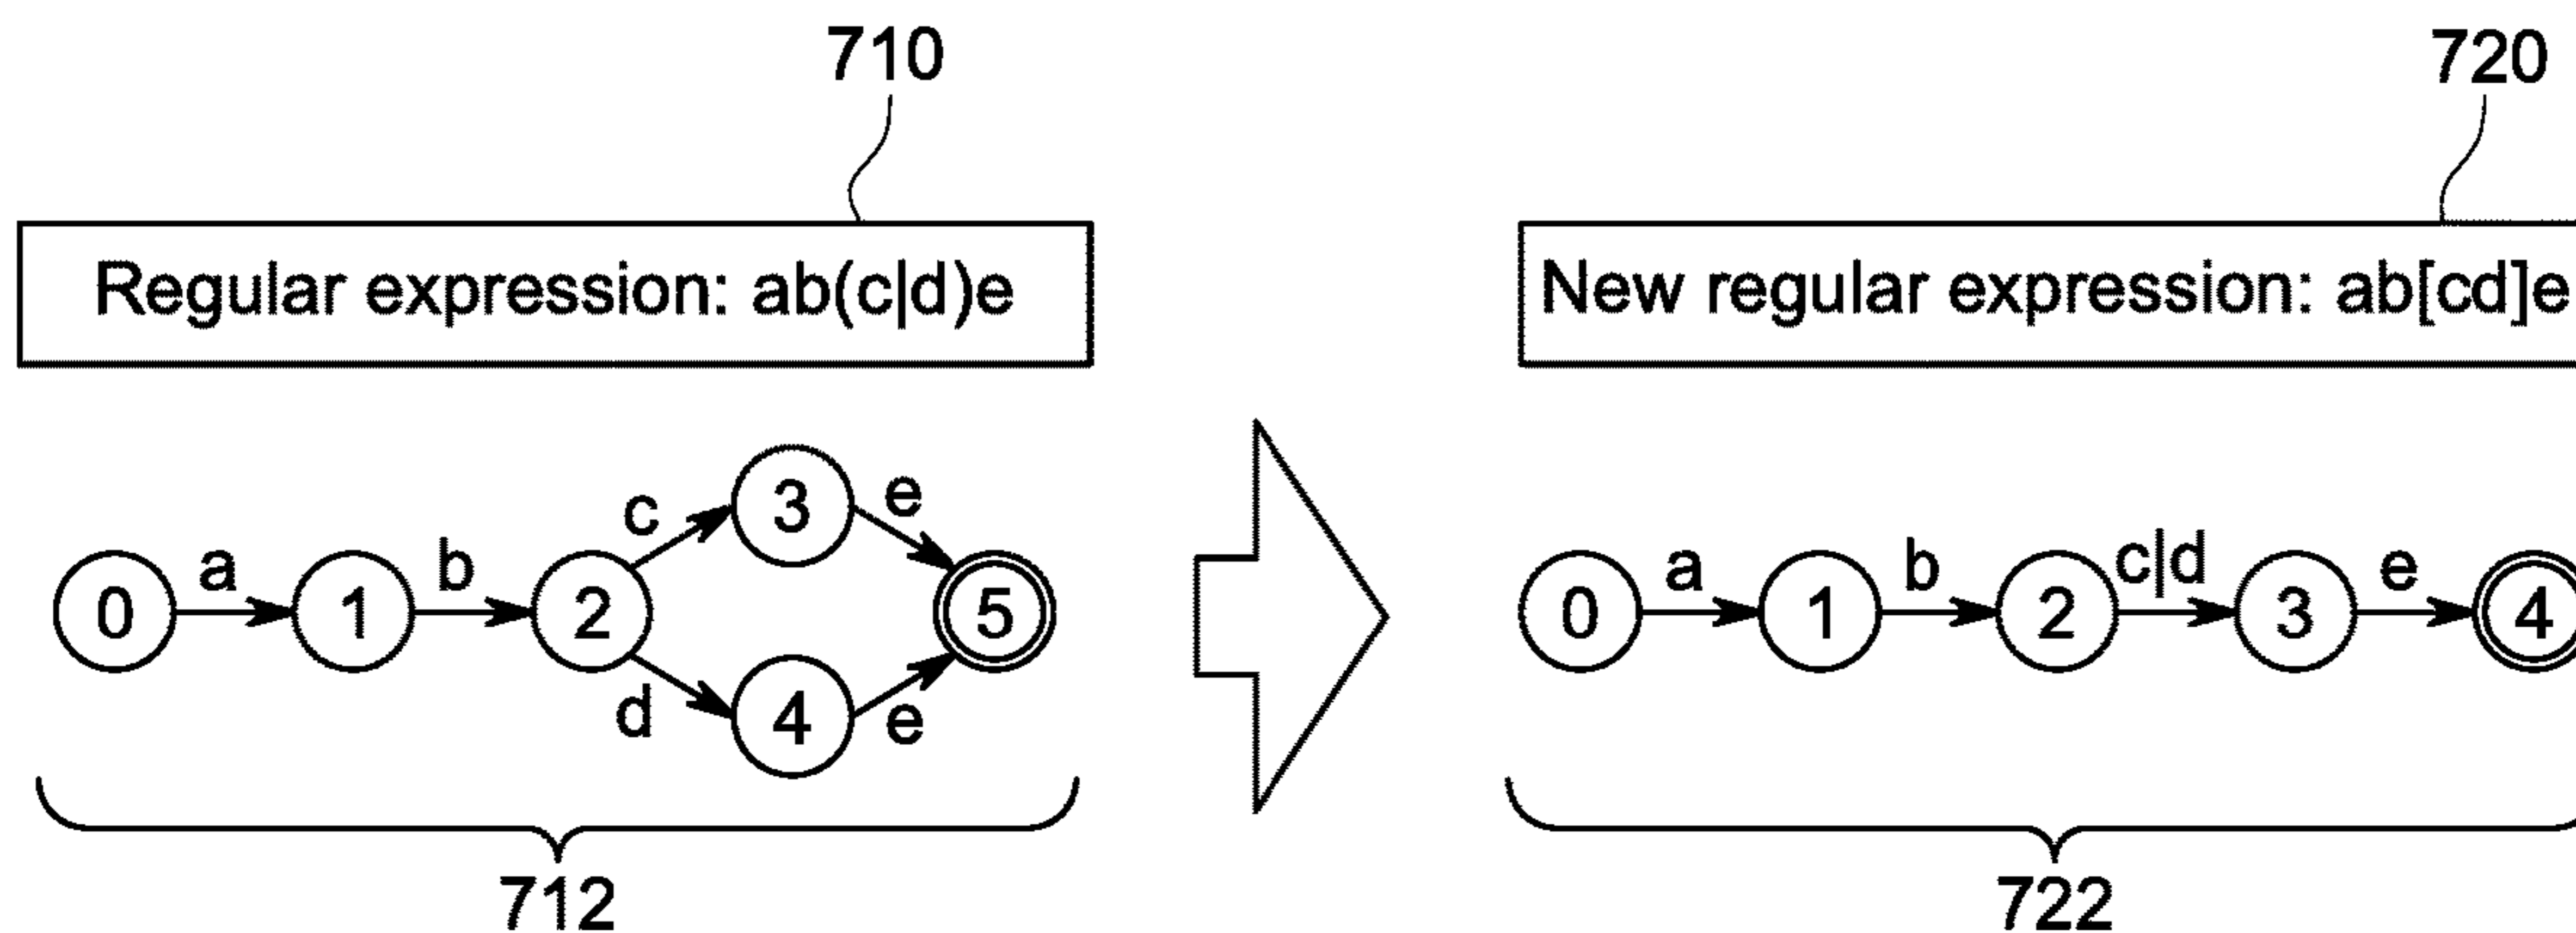 710
720
Regular expression: ab(c|d)e
New regular expression: ab[cd]e
c 3 e
0 a 1 b 2 5
d 4 e
0 a 1 b 2 c|d 3 e 4
712
722